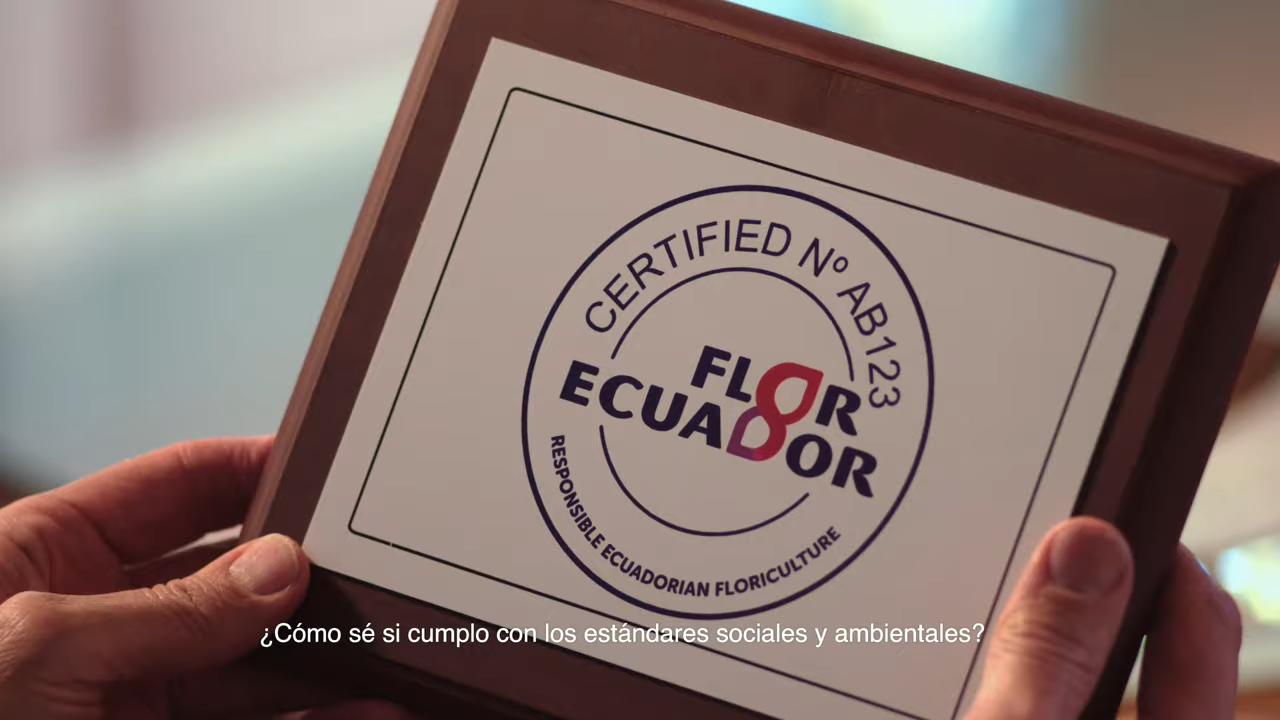 CERTIFIED Nº AB123
FLOR
ECUADOR
RESPONSIBLE ECUADORIAN FLORICULTURE
¿Cómo sé si cumplo con los estándares sociales y ambientales?